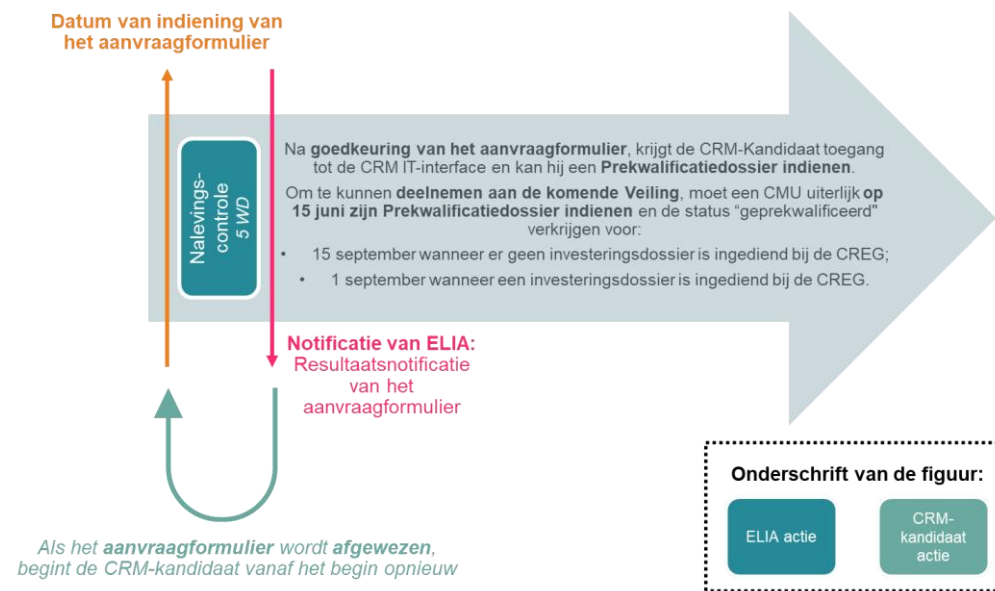 Datum van indiening van
het aanvraagformulier
Nalevings-
controle
5 WD
Na goedkeuring van het aanvraagformulier, krijgt de CRM-Kandidaat toegang
tot de CRM IT-interface en kan hij een Prekwalificatiedossier indienen.
Om te kunnen deelnemen aan de komende Veiling, moet een CMU uiterlijk op
15 juni zijn Prekwalificatiedossier indienen en de status “geprekwalificeerd"
verkrijgen voor:
• 15 september wanneer er geen investeringsdossier is ingediend bij de CREG;
• 1 september wanneer een investeringsdossier is ingediend bij de CREG.
Notificatie van ELIA:
Resultaatsnotificatie
van het
aanvraagformulier
Als het aanvraagformulier wordt afgewezen,
begint de CRM-kandidaat vanaf het begin opnieuw
Onderschrift van de figuur:
ELIA actie
CRM-
kandidaat
actie